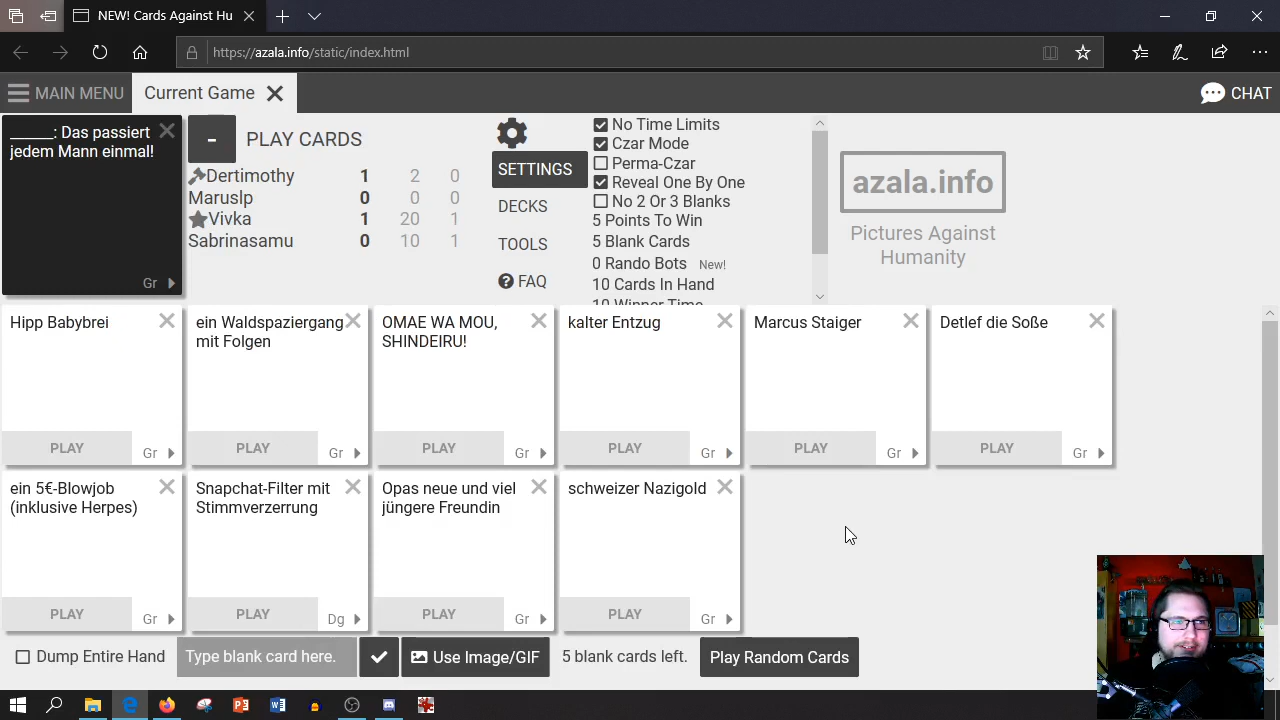 NEW! Cards Against Hu
https://azala.info/static/index.html
MAIN MENU
Current Game
CHAT
______: Das passiert
jedem Mann einmal!
Gr
-
PLAY CARDS
Dertimothy 1 2 0
Maruslp 0 0 0
Vivka 1 20 1
Sabrinasamu 0 10 1
SETTINGS
DECKS
TOOLS
FAQ
No Time Limits
Czar Mode
Perma-Czar
Reveal One By One
No 2 Or 3 Blanks
5 Points To Win
5 Blank Cards
0 Rando Bots New!
10 Cards In Hand
10 Winner Time
azala.info
Pictures Against
Humanity
Hipp Babybrei
PLAY
Gr
ein Waldspaziergang
mit Folgen
PLAY
Gr
OMAE WA MOU,
SHINDEIRU!
PLAY
Gr
kalter Entzug
PLAY
Gr
Marcus Staiger
PLAY
Gr
Detlef die Soße
PLAY
Gr
ein 5€-Blowjob
(inklusive Herpes)
PLAY
Gr
Snapchat-Filter mit
Stimmverzerrung
PLAY
Dg
Opas neue und viel
jüngere Freundin
PLAY
Gr
schweizer Nazigold
PLAY
Gr
Dump Entire Hand
Type blank card here.
Use Image/GIF
5 blank cards left.
Play Random Cards